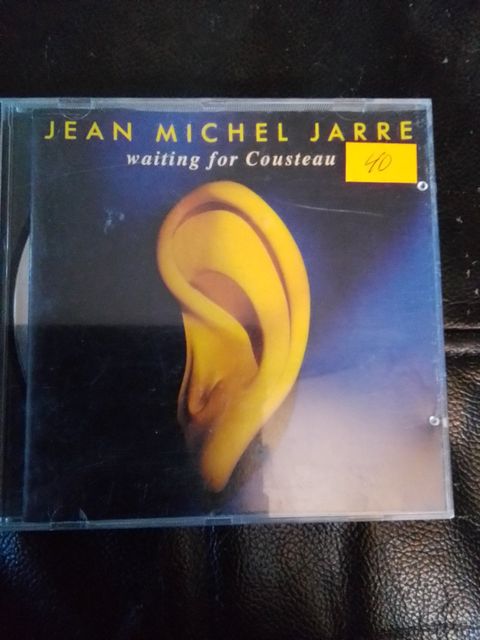 JEAN MICHEL JARRE
waiting for Cousteau
40